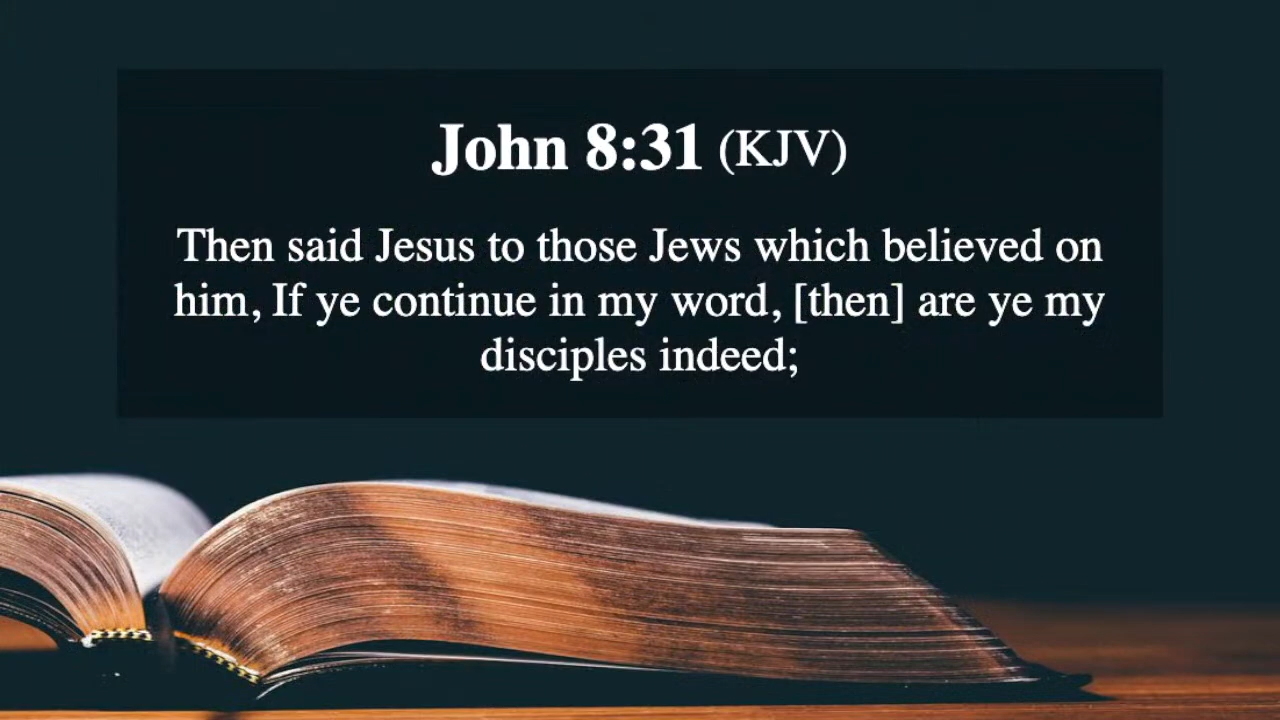 John 8:31 (KJV)
Then said Jesus to those Jews which believed on
him, If ye continue in my word, [then] are ye my
disciples indeed;